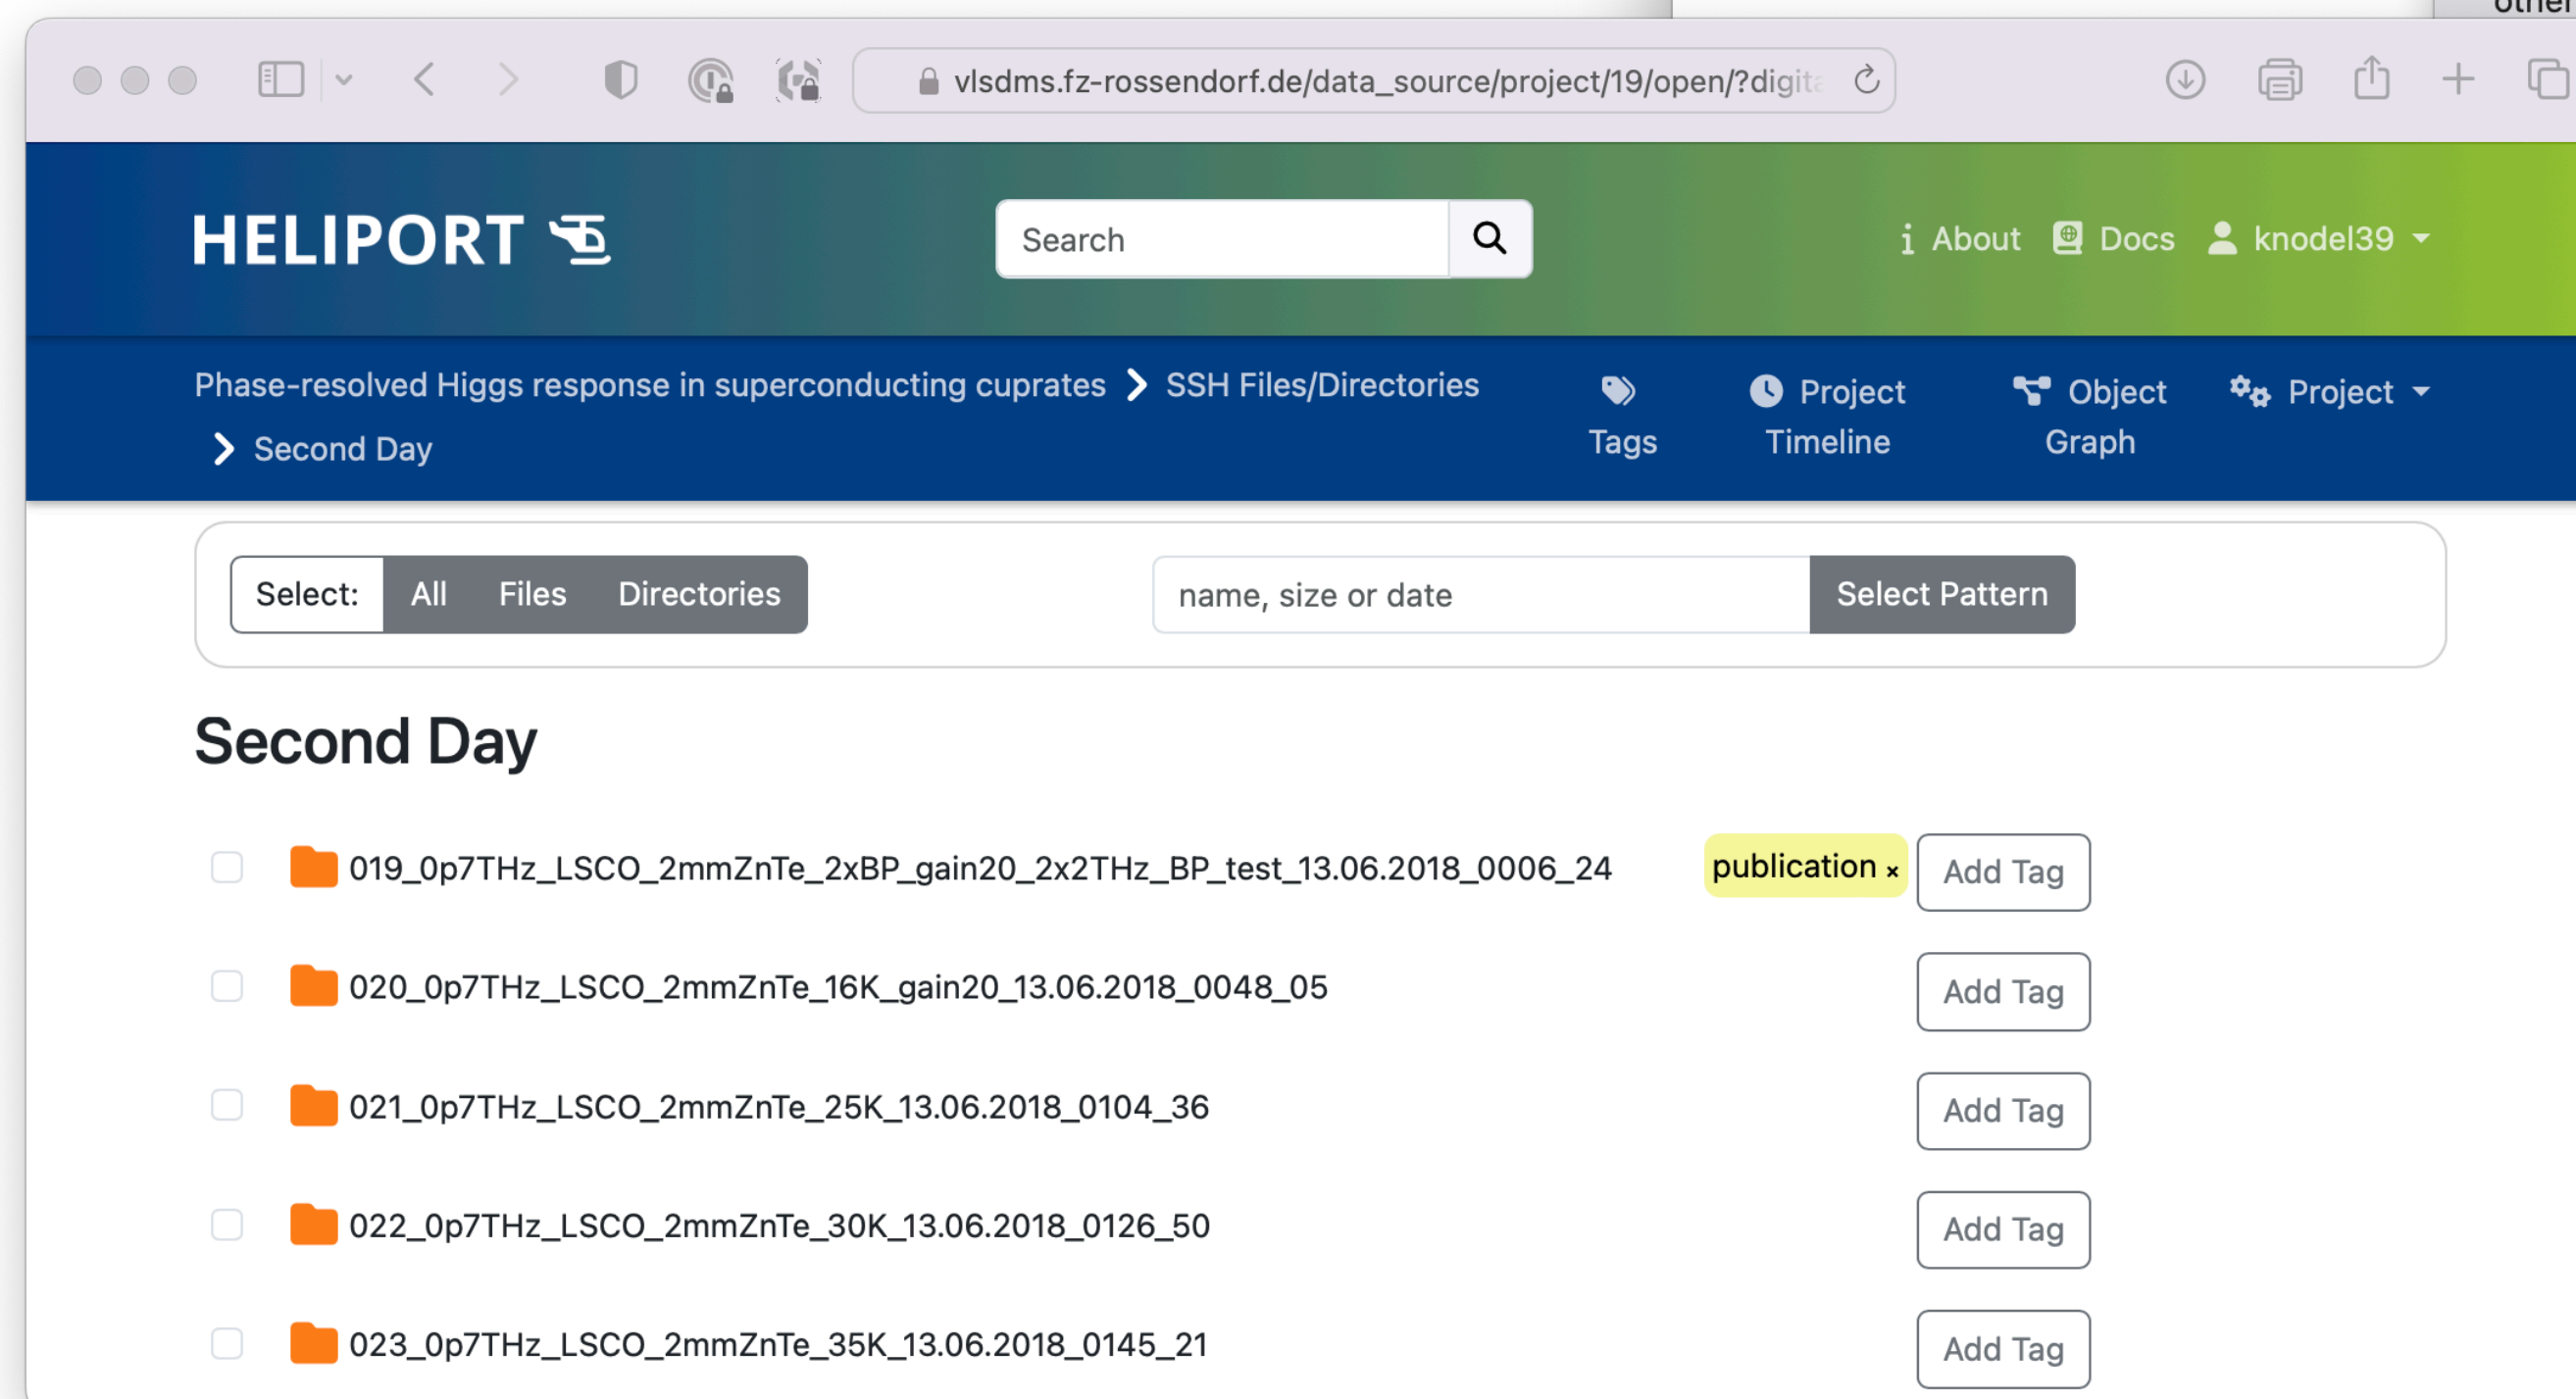 other
vlsdms.fz-rossendorf.de/data_source/project/19/open/?digita
HELIPORT
Search
i About Docs knodel39
Phase-resolved Higgs response in superconducting cuprates SSH Files/Directories
Second Day
Tags
Project Timeline
Object Graph
Project
Select: All Files Directories
name, size or date Select Pattern
Second Day
019_0p7THz_LSCO_2mmZnTe_2xBP_gain20_2x2THz_BP_test_13.06.2018_0006_24 publication × Add Tag
020_0p7THz_LSCO_2mmZnTe_16K_gain20_13.06.2018_0048_05 Add Tag
021_0p7THz_LSCO_2mmZnTe_25K_13.06.2018_0104_36 Add Tag
022_0p7THz_LSCO_2mmZnTe_30K_13.06.2018_0126_50 Add Tag
023_0p7THz_LSCO_2mmZnTe_35K_13.06.2018_0145_21 Add Tag